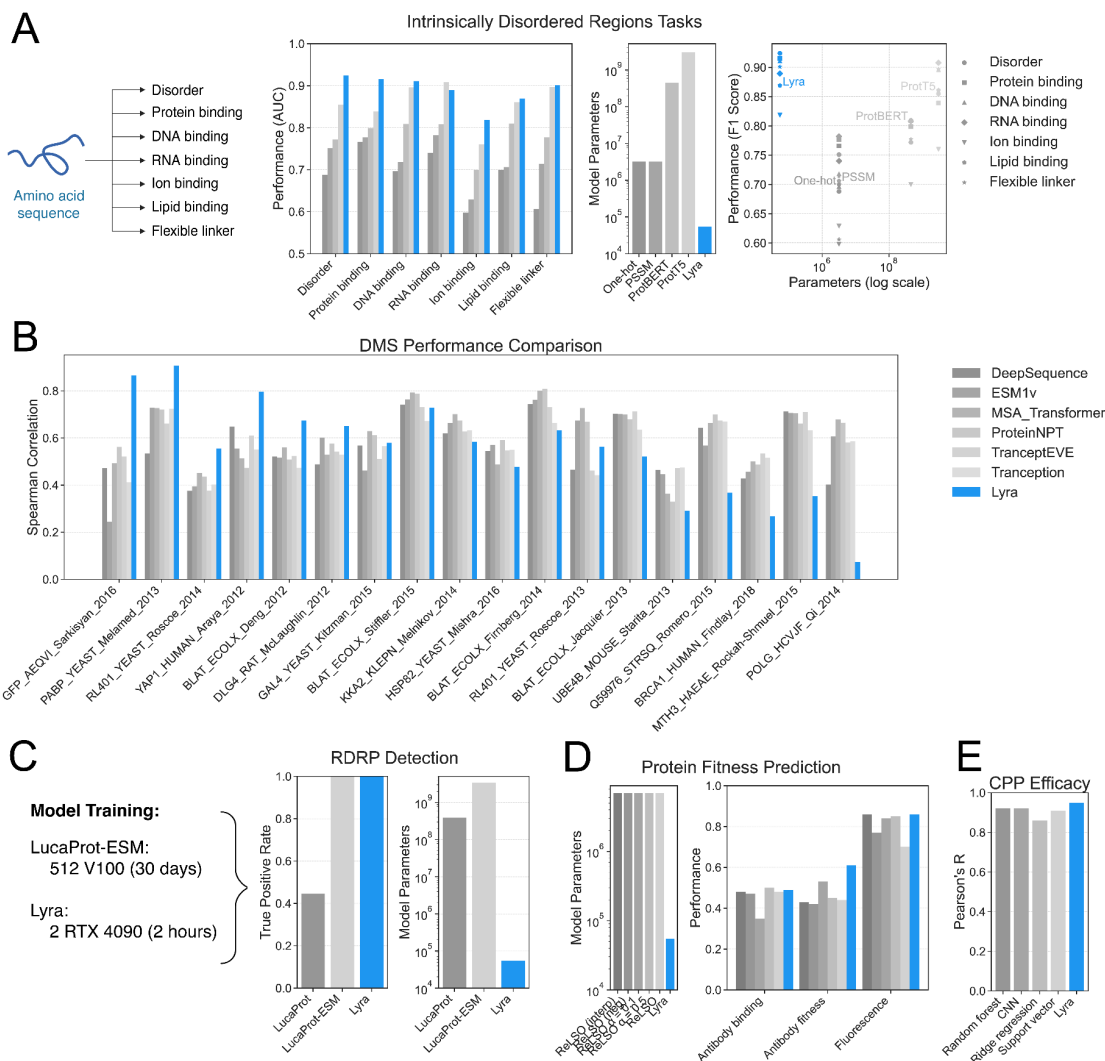 A
Intrinsically Disordered Regions Tasks
Amino acid
sequence
Disorder
Protein binding
DNA binding
RNA binding
Ion binding
Lipid binding
Flexible linker
Performance (AUC)
1.0
0.9
0.8
0.7
0.6
0.5
Disorder
Protein binding
DNA binding
RNA binding
Ion binding
Lipid binding
Flexible linker
Model Parameters
10^9
10^8
10^7
10^6
10^5
10^4
One-hot
PSSM
ProtBERT
ProtT5
Lyra
Performance (F1 Score)
0.90
0.85
0.80
0.75
0.70
0.65
0.60
Lyra
ProtT5
ProtBERT
One-hot
PSSM
10^6
10^8
Parameters (log scale)
Disorder
Protein binding
DNA binding
RNA binding
Ion binding
Lipid binding
Flexible linker
B
DMS Performance Comparison
Spearman Correlation
0.8
0.6
0.4
0.2
0.0
GFP_AEQVI_Sarkisyan_2016
PABP_YEAST_Melamed_2013
RL401_YEAST_Roscoe_2014
YAP1_HUMAN_Araya_2012
BLAT_ECOLX_Deng_2012
DLG4_RAT_McLaughlin_2012
GAL4_YEAST_Kitzman_2015
BLAT_ECOLX_Stiffler_2015
KKA2_KLEPN_Melnikov_2014
HSP82_YEAST_Mishra_2016
BLAT_ECOLX_Firnberg_2014
RL401_YEAST_Roscoe_2013
BLAT_ECOLX_Jacquier_2013
UBE4B_MOUSE_Starita_2013
Q59976_STRSQ_Romero_2015
BRCA1_HUMAN_Findlay_2018
MTH3_HAEAE_Rockah-Shmuel_2015
POLG_HCVJF_Qi_2014
DeepSequence
ESM1v
MSA_Transformer
ProteinNPT
TranceptEVE
Tranception
Lyra
C
RDRP Detection
Model Training:
LucaProt-ESM:
512 V100 (30 days)
Lyra:
2 RTX 4090 (2 hours)
True Positive Rate
1.0
0.8
0.6
0.4
0.2
0.0
LucaProt
LucaProt-ESM
Lyra
Model Parameters
10^9
10^8
10^7
10^6
10^5
10^4
LucaProt
LucaProt-ESM
Lyra
D
Protein Fitness Prediction
Model Parameters
10^6
10^5
10^4
ReLSO (interp)
ReLSO (neg)
ReLSO α=0.1
ReLSO α=0.5
ReLSO
Lyra
Performance
1.0
0.8
0.6
0.4
0.2
0.0
Antibody binding
Antibody fitness
Fluorescence
E
CPP Efficacy
Pearson's R
1.0
0.8
0.6
0.4
0.2
0.0
Random forest
CNN
Ridge regression
Support vector
Lyra